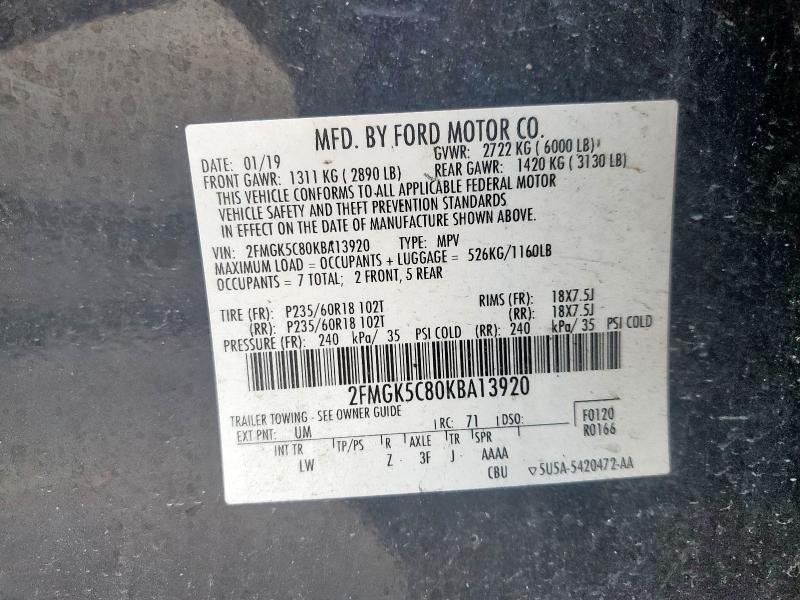 MFD. BY FORD MOTOR CO.
DATE: 01/19 GVWR: 2722 KG ( 6000 LB)
FRONT GAWR: 1311 KG ( 2890 LB) REAR GAWR: 1420 KG ( 3130 LB)
THIS VEHICLE CONFORMS TO ALL APPLICABLE FEDERAL MOTOR
VEHICLE SAFETY AND THEFT PREVENTION STANDARDS
IN EFFECT ON THE DATE OF MANUFACTURE SHOWN ABOVE.
VIN: 2FMGK5C80KBA13920 TYPE: MPV
MAXIMUM LOAD = OCCUPANTS + LUGGAGE = 526KG/1160LB
OCCUPANTS = 7 TOTAL; 2 FRONT, 5 REAR
TIRE (FR): P235/60R18 102T RIMS (FR): 18X7.5J
(RR): P235/60R18 102T (RR): 18X7.5J
PRESSURE (FR): 240 kPa/ 35 PSI COLD (RR): 240 kPa/ 35 PSI COLD
2FMGK5C80KBA13920
TRAILER TOWING - SEE OWNER GUIDE IRC: 71 DSO: F0120
EXT PNT: UM R0166
INT TR TP/PS R AXLE TR SPR
LW Z 3F J AAAA
CBU ▽5U5A-5420472-AA